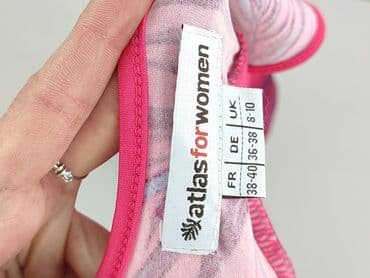 atlasforwomen
FR DE UK
38-40 36-38 8-10